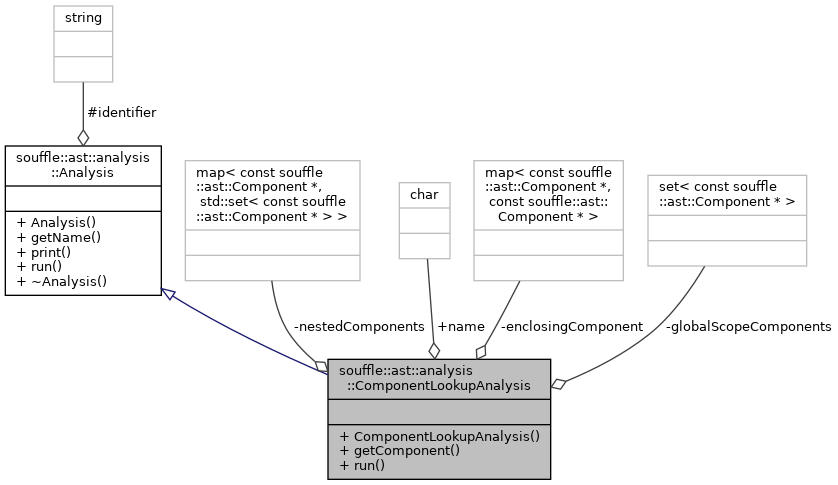 string
#identifier
souffle::ast::analysis
::Analysis
+ Analysis()
+ getName()
+ print()
+ run()
+ ~Analysis()
map< const souffle
::ast::Component *,
std::set< const souffle
::ast::Component * > >
char
map< const souffle
::ast::Component *,
const souffle::ast::
Component * >
set< const souffle
::ast::Component * >
-nestedComponents
+name
-enclosingComponent
-globalScopeComponents
souffle::ast::analysis
::ComponentLookupAnalysis
+ ComponentLookupAnalysis()
+ getComponent()
+ run()